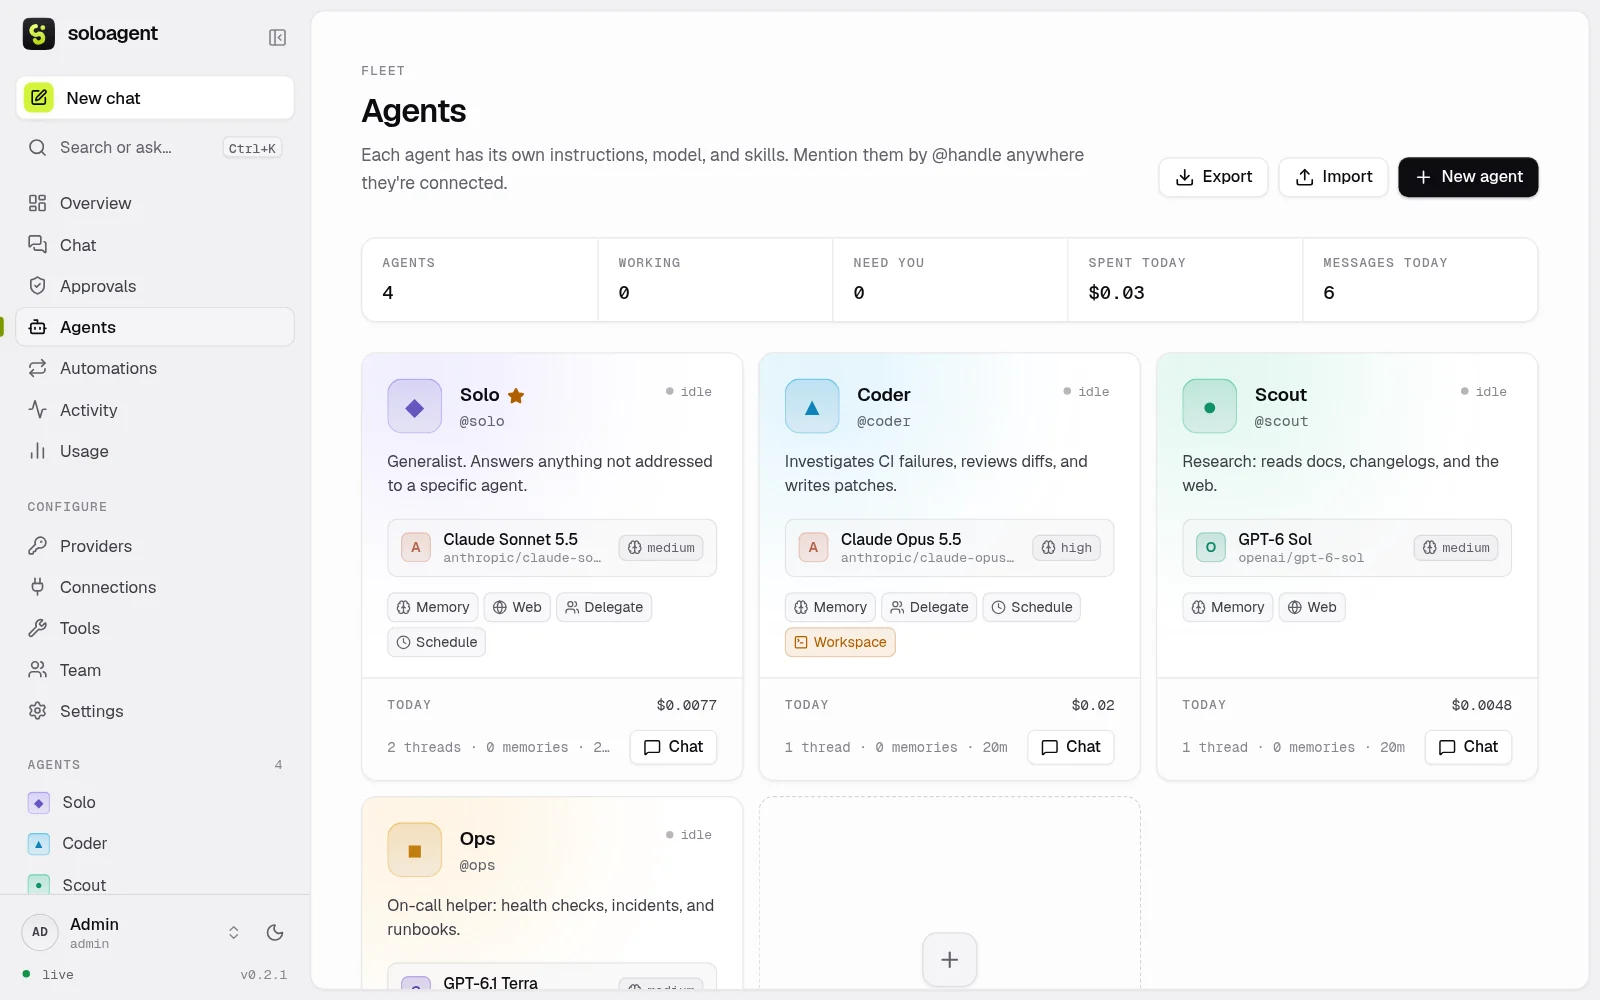 soloagent
New chat
Search or ask... Ctrl+K
Overview
Chat
Approvals
Agents
Automations
Activity
Usage
CONFIGURE
Providers
Connections
Tools
Team
Settings
AGENTS 4
Solo
Coder
Scout
AD Admin
admin
live v0.2.1
FLEET
Agents
Each agent has its own instructions, model, and skills. Mention them by @handle anywhere
they're connected.
Export Import New agent
AGENTS WORKING NEED YOU SPENT TODAY MESSAGES TODAY
4 0 0 $0.03 6
Solo idle
@solo
Generalist. Answers anything not addressed
to a specific agent.
A Claude Sonnet 5.5 medium
anthropic/claude-so…
Memory Web Delegate
Schedule
TODAY $0.0077
2 threads · 0 memories · 2… Chat
Coder idle
@coder
Investigates CI failures, reviews diffs, and
writes patches.
A Claude Opus 5.5 high
anthropic/claude-opus…
Memory Delegate Schedule
Workspace
TODAY $0.02
1 thread · 0 memories · 20m Chat
Scout idle
@scout
Research: reads docs, changelogs, and the
web.
O GPT-6 Sol medium
openai/gpt-6-sol
Memory Web
TODAY $0.0048
1 thread · 0 memories · 20m Chat
Ops idle
@ops
On-call helper: health checks, incidents, and
runbooks.
GPT-6.1 Terra medium